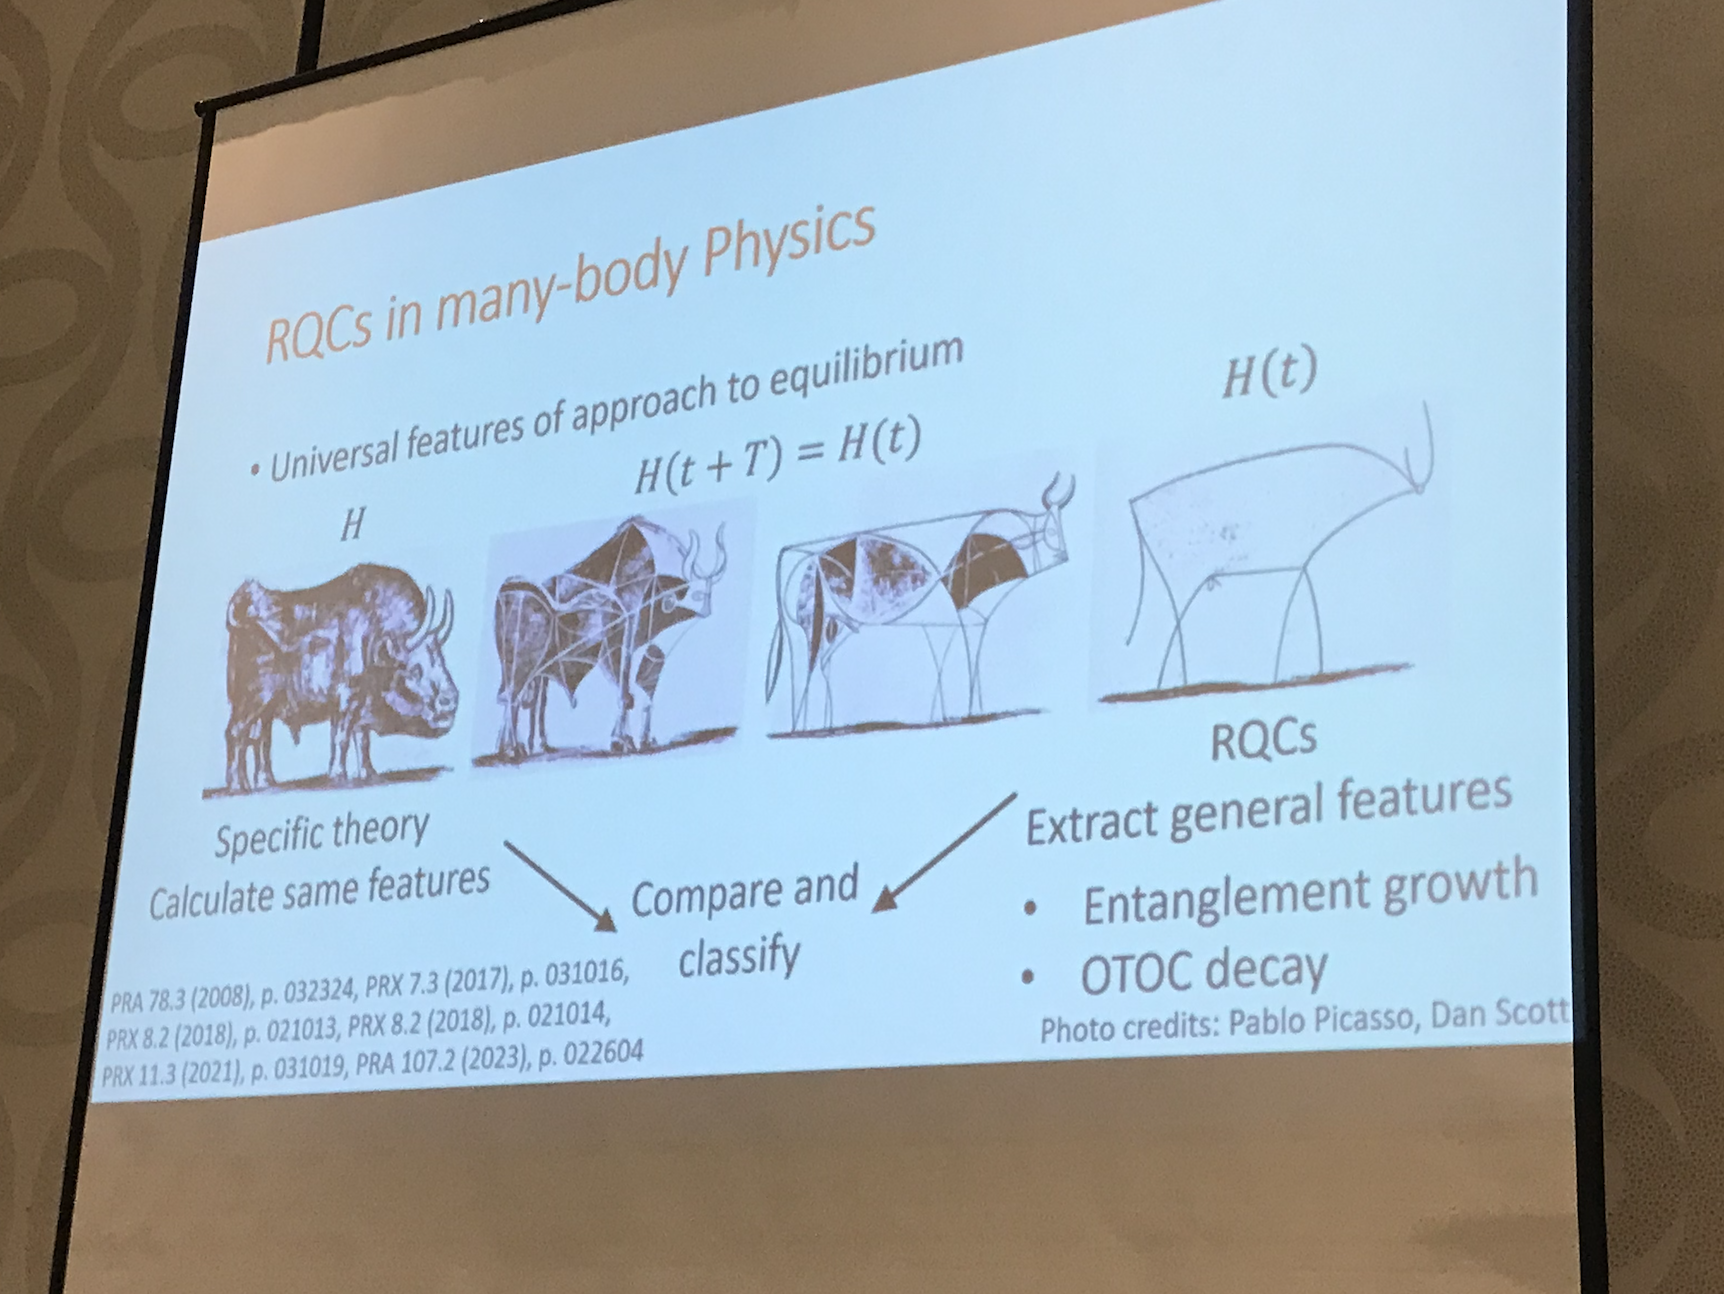 RQCs in many-body Physics
• Universal features of approach to equilibrium
H
H(t + T) = H(t)
H(t)
Specific theory
Calculate same features
Compare and
classify
RQCs
Extract general features
• Entanglement growth
• OTOC decay
PRA 78.3 (2008), p. 032324, PRX 7.3 (2017), p. 031016,
PRX 8.2 (2018), p. 021013, PRX 8.2 (2018), p. 021014,
PRX 11.3 (2021), p. 031019, PRA 107.2 (2023), p. 022604
Photo credits: Pablo Picasso, Dan Scott